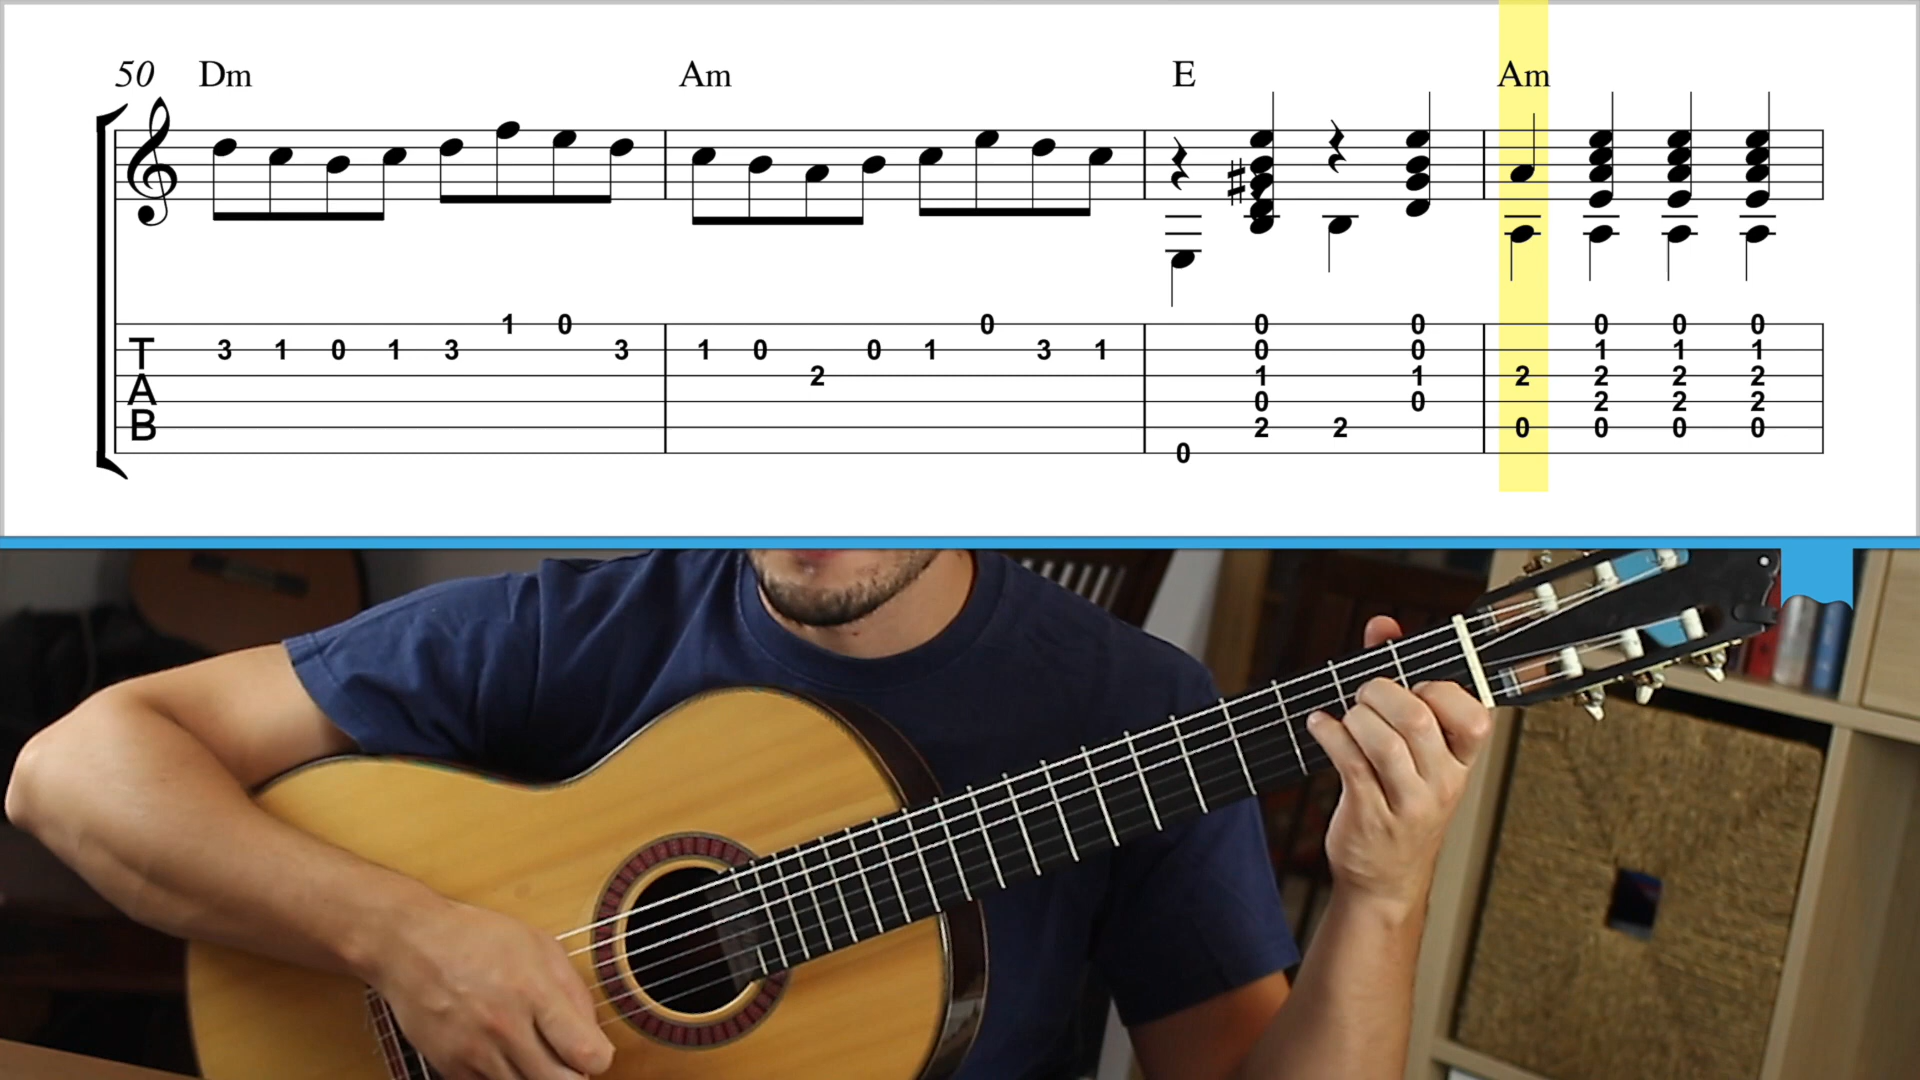 50 Dm Am E Am
1 0 0 0 0 0 0 0
T 3 1 0 1 3 3 1 0 0 1 3 1 0 0 1 1 1
A 2 1 1 2 2 2 2
0 0 2 2 2
B 2 2 0 0 0 0
0